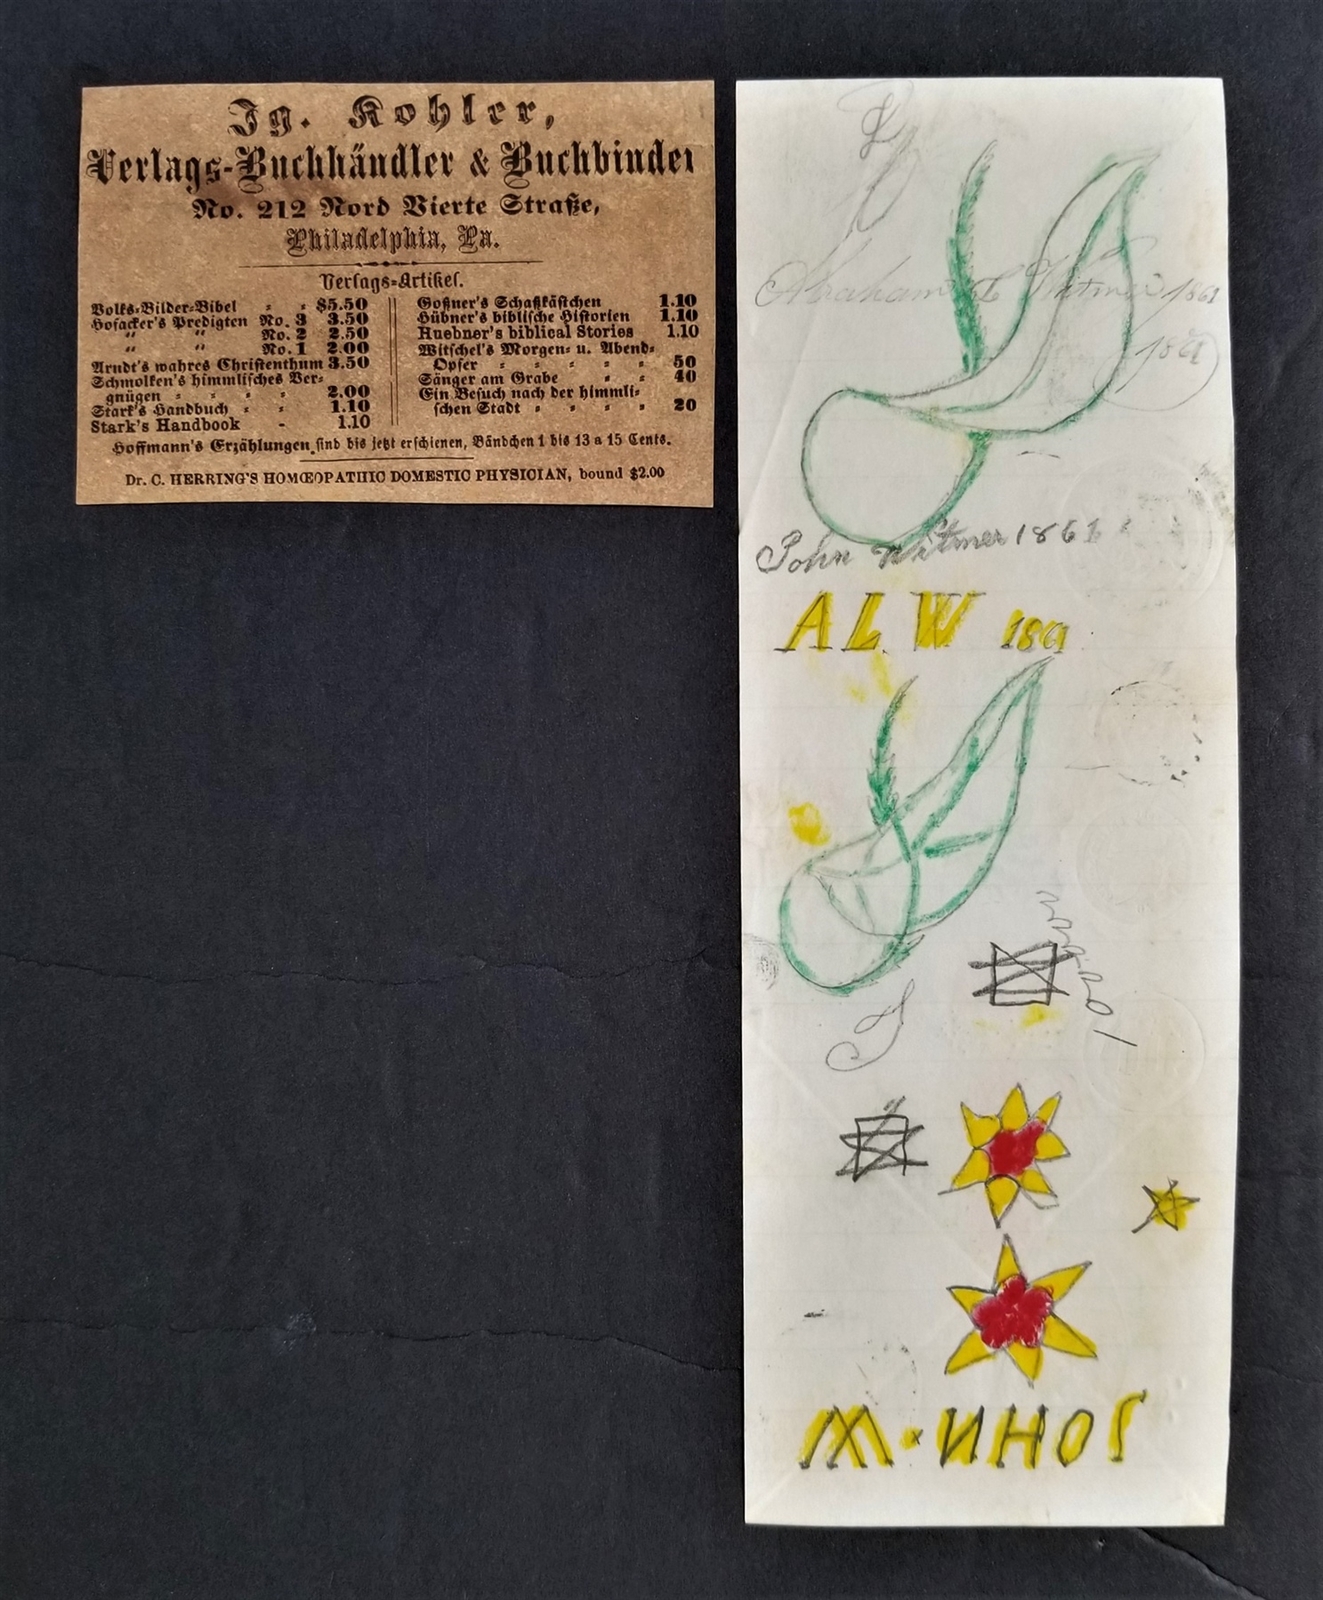 Ig. Kohler,
Verlags-Buchhändler & Buchbinder
No. 212 Nord Vierte Straße,
Philadelphia, Pa.
Verlags-Artikel.
Volks-Bilder-Bibel - - $5.50
Hofacker's Predigten No. 3 3.50
" " No. 2 2.50
" " No. 1 2.00
Arndt's wahres Christenthum 3.50
Schmolken's himmlisches Ver-
gnügen - - - - 2.00
Stark's Handbuch - - 1.10
Stark's Handbook - 1.10
Goßner's Schatzkästchen 1.10
Hübner's biblische Historien 1.10
Huebner's biblical Stories 1.10
Witschel's Morgen- u. Abend-
Opfer - - - - - 50
Sänger am Grabe - - 40
Ein Besuch nach der himmli-
schen Stadt - - - - 20
Hoffmann's Erzählungen sind bis jetzt erschienen, Bändchen 1 bis 13 a 15 Cents.
Dr. C. HERRING'S HOMŒOPATHIC DOMESTIC PHYSICIAN, bound $2.00
Abraham L Witmer 1861
1861
John Witmer 1861
ALW 1861
JOHN . W